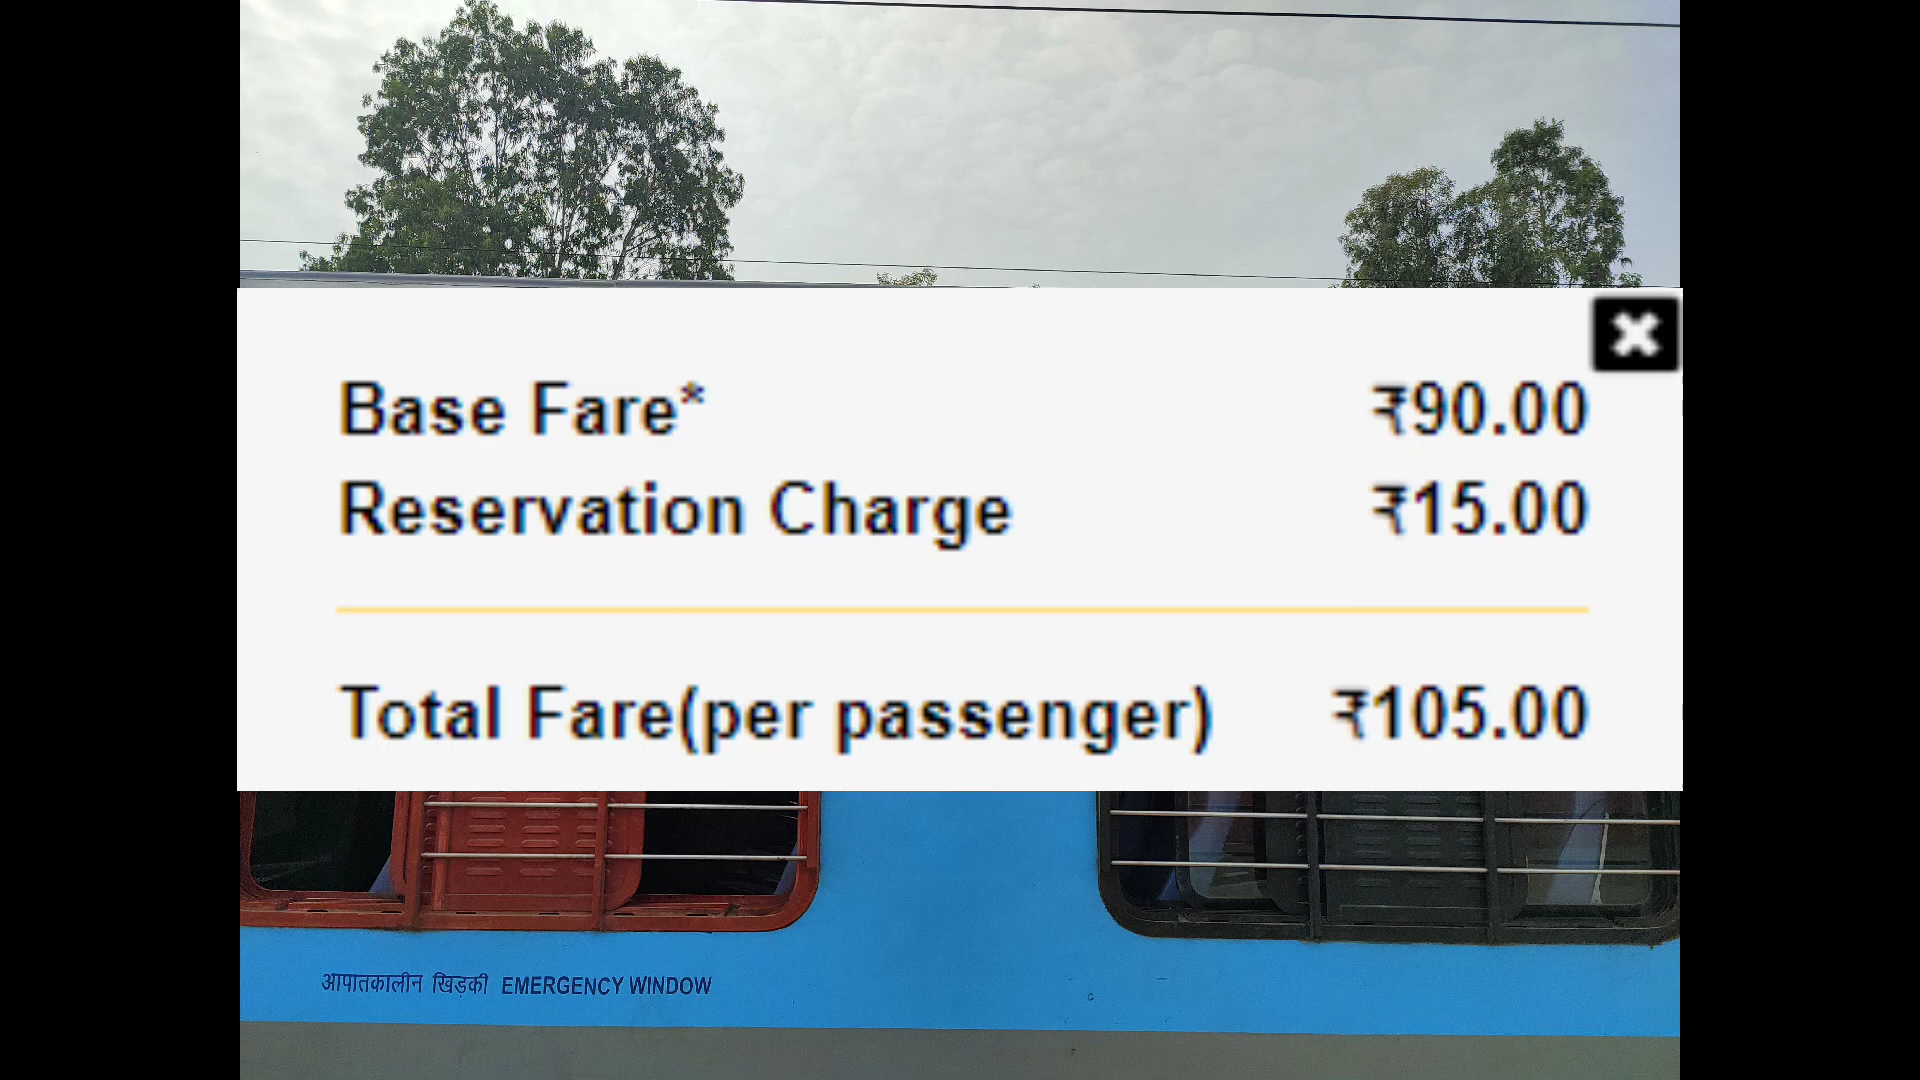 Base Fare* ₹90.00
Reservation Charge ₹15.00
Total Fare(per passenger) ₹105.00
आपातकालीन खिड़की EMERGENCY WINDOW